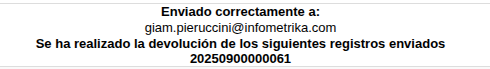 Enviado correctamente a:
giam.pieruccini@infometrika.com
Se ha realizado la devolución de los siguientes registros enviados
20250900000061